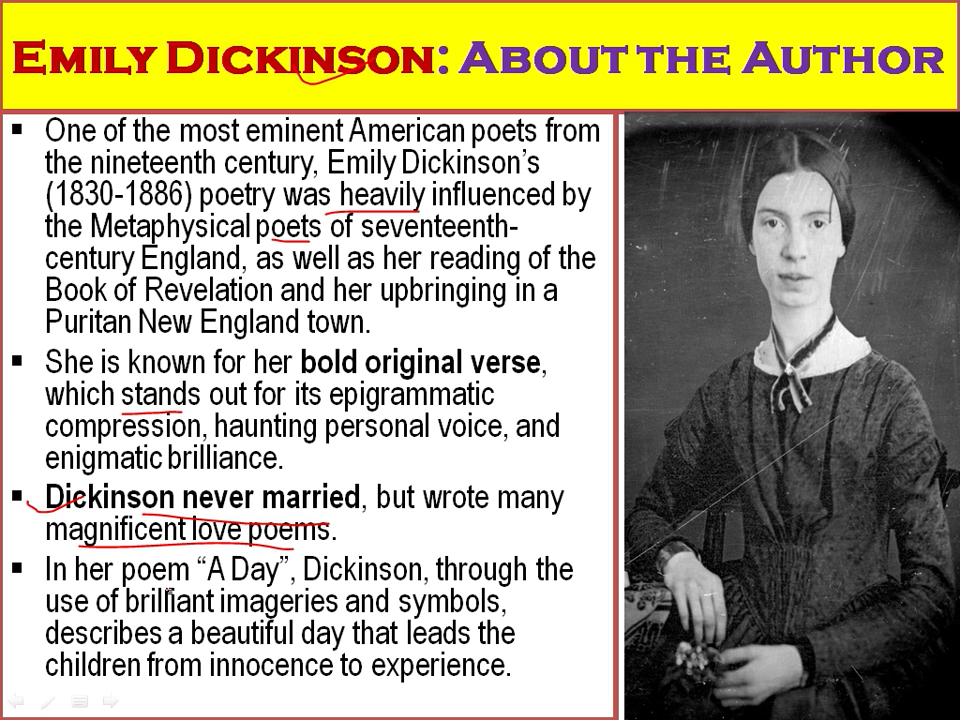 EMILY DICKINSON: ABOUT THE AUTHOR
▪ One of the most eminent American poets from
the nineteenth century, Emily Dickinson’s
(1830-1886) poetry was heavily influenced by
the Metaphysical poets of seventeenth-
century England, as well as her reading of the
Book of Revelation and her upbringing in a
Puritan New England town.
▪ She is known for her bold original verse,
which stands out for its epigrammatic
compression, haunting personal voice, and
enigmatic brilliance.
▪ Dickinson never married, but wrote many
magnificent love poems.
▪ In her poem “A Day”, Dickinson, through the
use of brilliant imageries and symbols,
describes a beautiful day that leads the
children from innocence to experience.